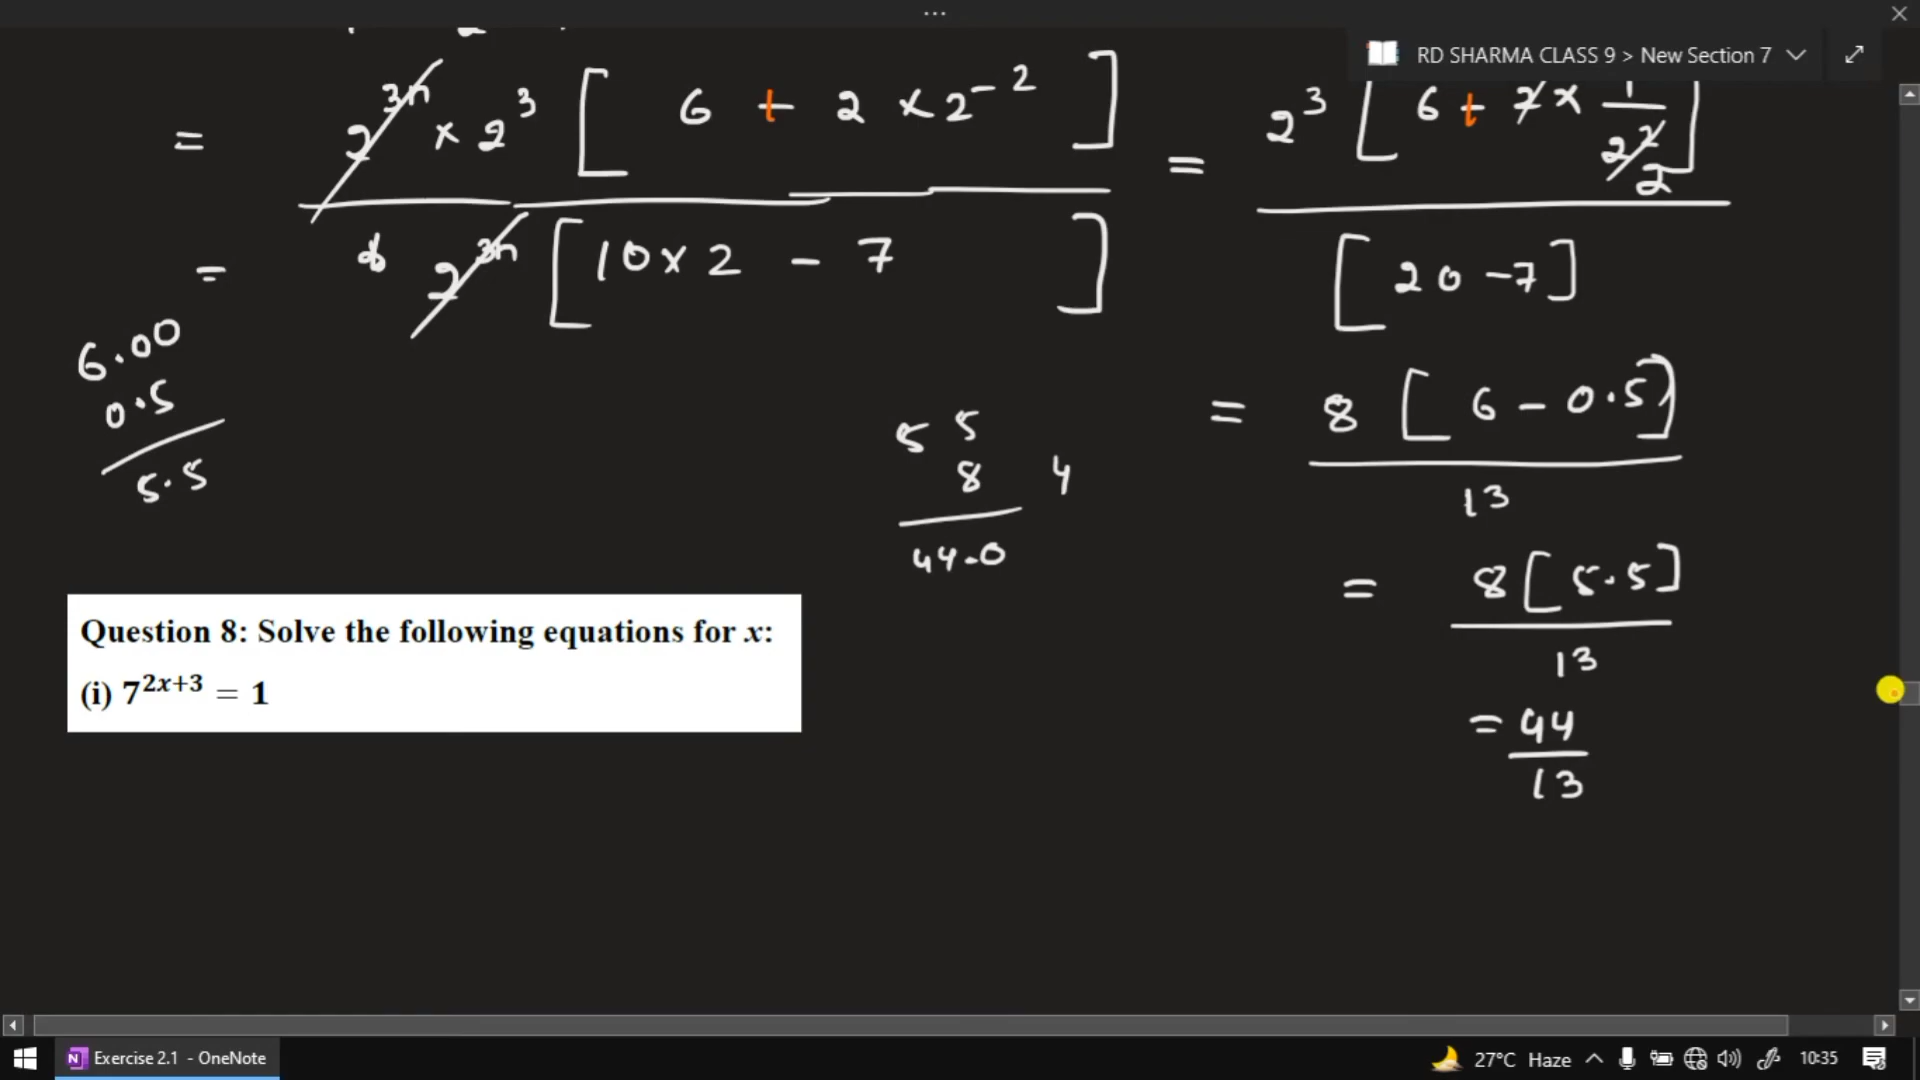 RD SHARMA CLASS 9 > New Section 7
= 2^3n × 2^3 [ 6 + 2 × 2^-2 ] = 2^3 [ 6 + 2 × 1/2^2 2 ]
= 2^3n [ 10 × 2 - 7 ] [ 20 - 7 ]
6.00
0.5
5.5
5 5
8 4
44.0
= 8 [ 6 - 0.5 ]
13
= 8 [ 5.5 ]
13
= 44
13
Question 8: Solve the following equations for x:
(i) 7^2x+3 = 1
Exercise 2.1 - OneNote
27°C Haze
10:35